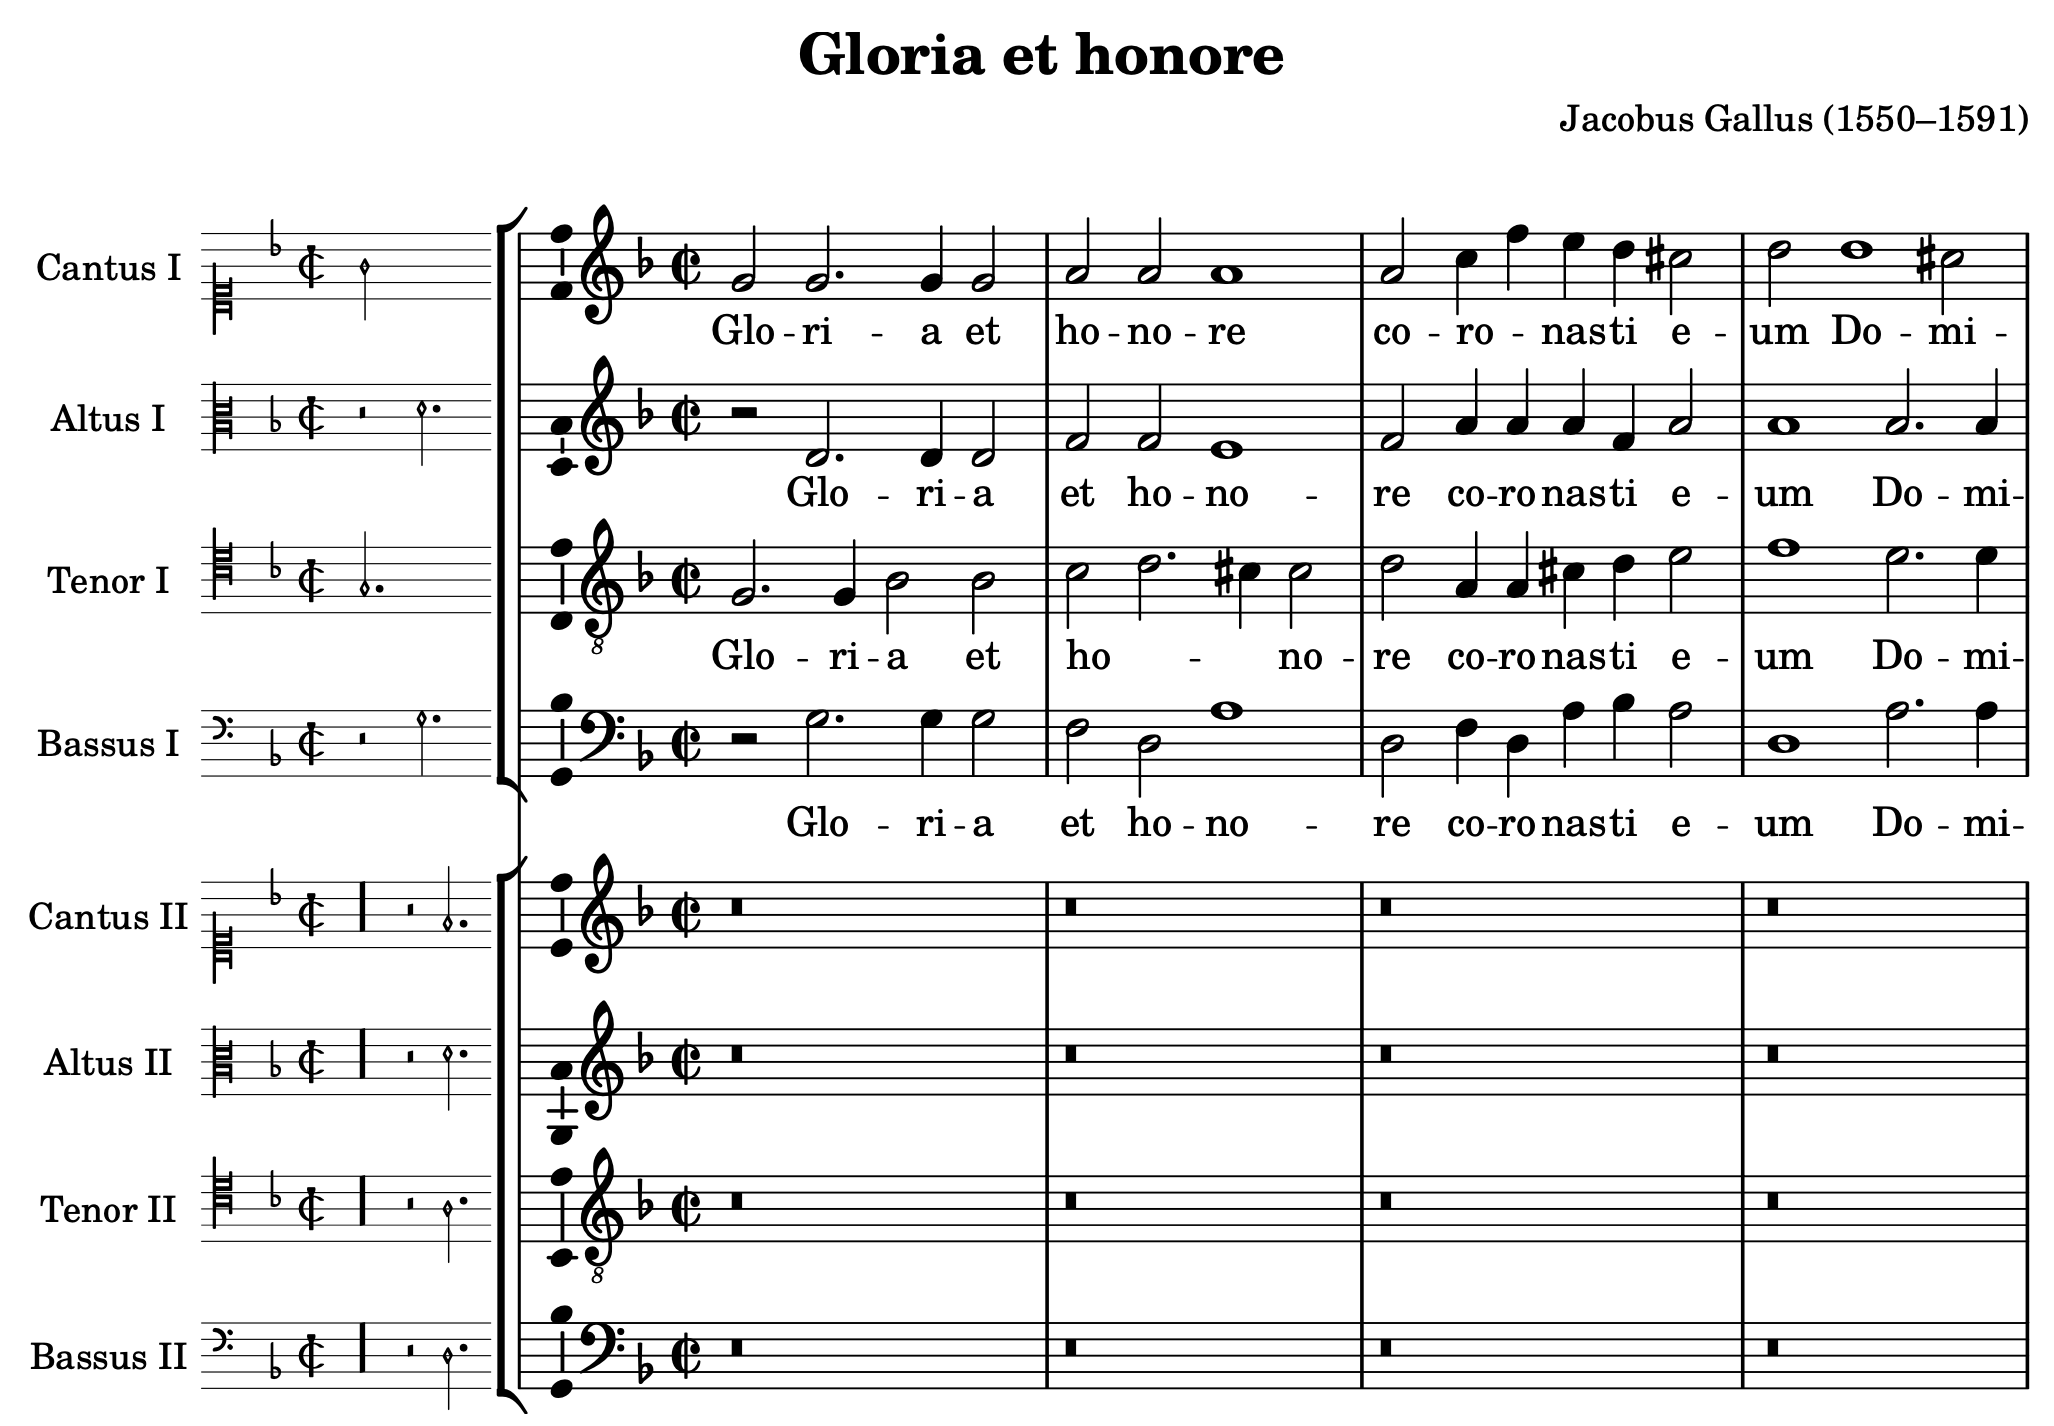 Gloria et honore
Jacobus Gallus (1550–1591)
Cantus I
Glo - ri - a et ho - no - re co - ro - nasti e - um Do - mi -
Altus I
Glo - ri - a et ho - no - re co - ro nasti e - um Do - mi -
Tenor I
8
Glo - ri - a et ho - no - re co - ro nasti e - um Do - mi -
Bassus I
Glo - ri - a et ho - no - re co - ro nasti e - um Do - mi -
Cantus II
Altus II
Tenor II
8
Bassus II